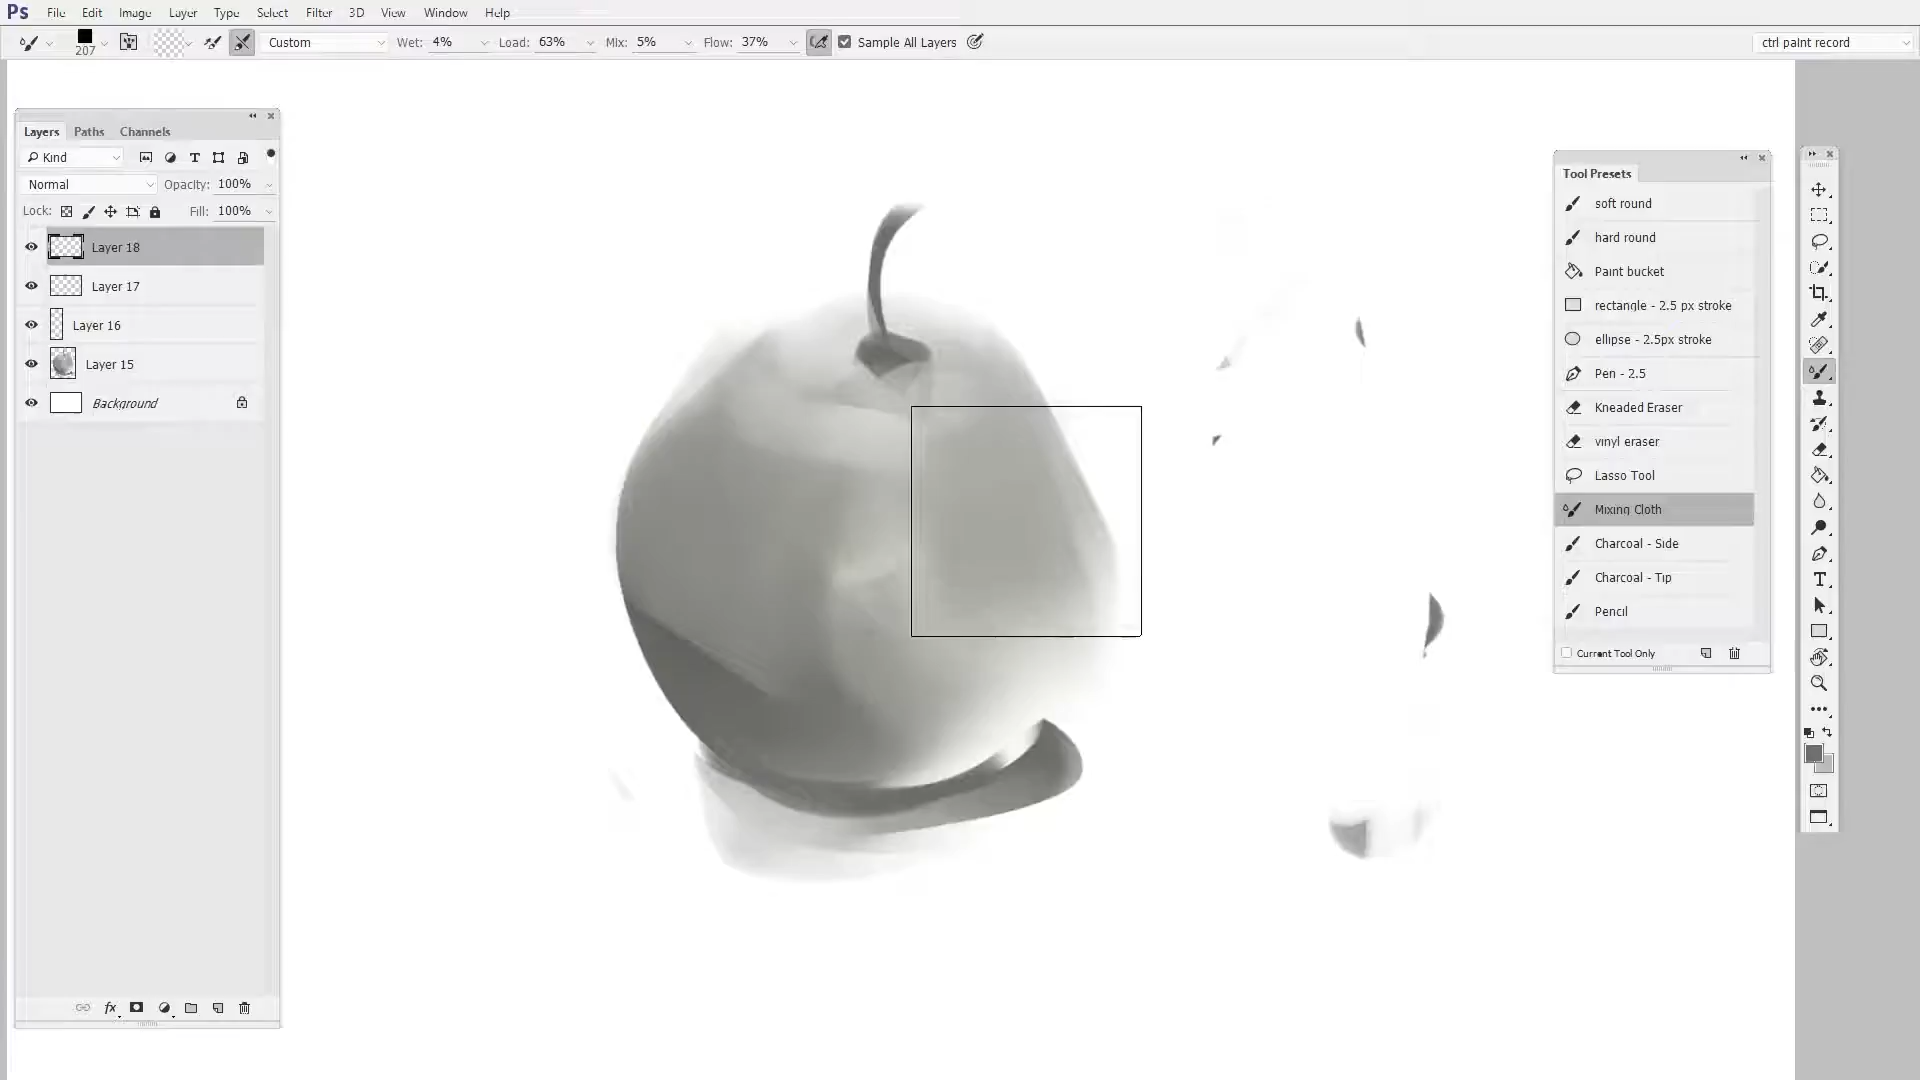 Ps File Edit Image Layer Type Select Filter 3D View Window Help
207 Custom Wet: 4% Load: 63% Mix: 5% Flow: 37% Sample All Layers ctrl paint record
Layers Paths Channels
Kind
Normal Opacity: 100%
Lock: Fill: 100%
Layer 18
Layer 17
Layer 16
Layer 15
Background
fx
Tool Presets
soft round
hard round
Paint bucket
rectangle - 2.5 px stroke
ellipse - 2.5px stroke
Pen - 2.5
Kneaded Eraser
vinyl eraser
Lasso Tool
Mixing Cloth
Charcoal - Side
Charcoal - Tip
Pencil
Current Tool Only